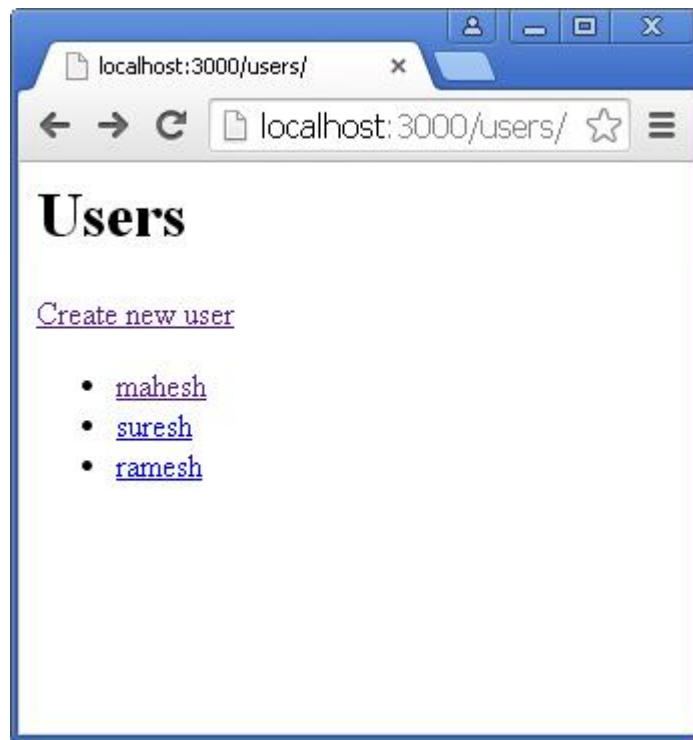 localhost:3000/users/
localhost:3000/users/
Users
Create new user
mahesh
suresh
ramesh